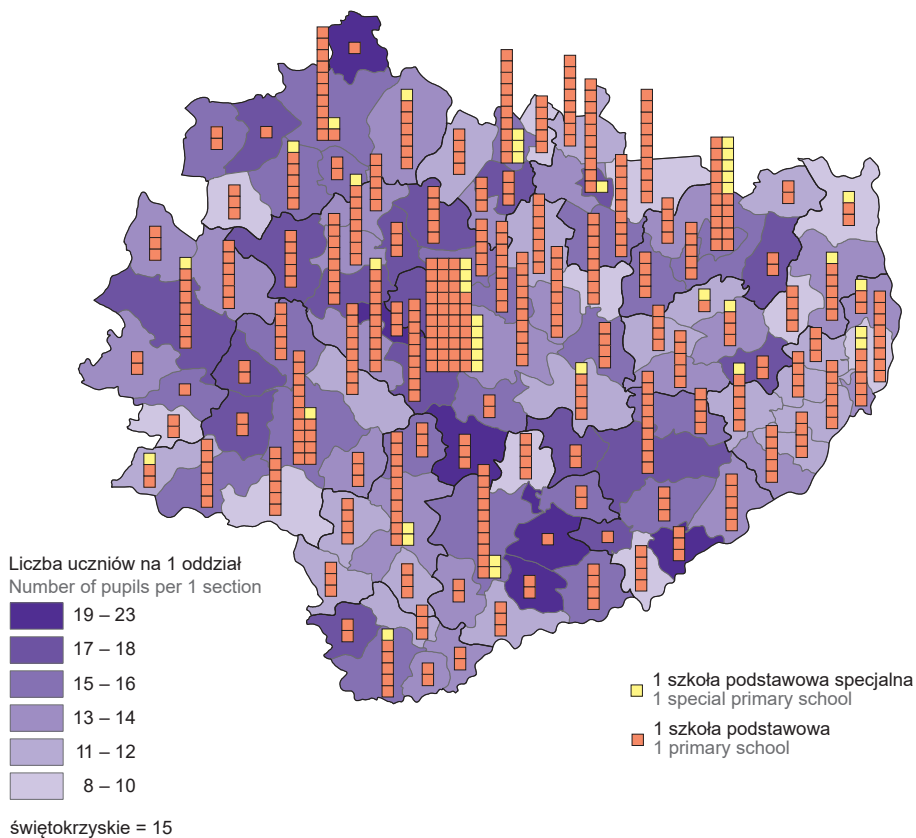 Liczba uczniów na 1 oddział
Number of pupils per 1 section
19 – 23
17 – 18
15 – 16
13 – 14
11 – 12
8 – 10
świętokrzyskie = 15
1 szkoła podstawowa specjalna
1 special primary school
1 szkoła podstawowa
1 primary school